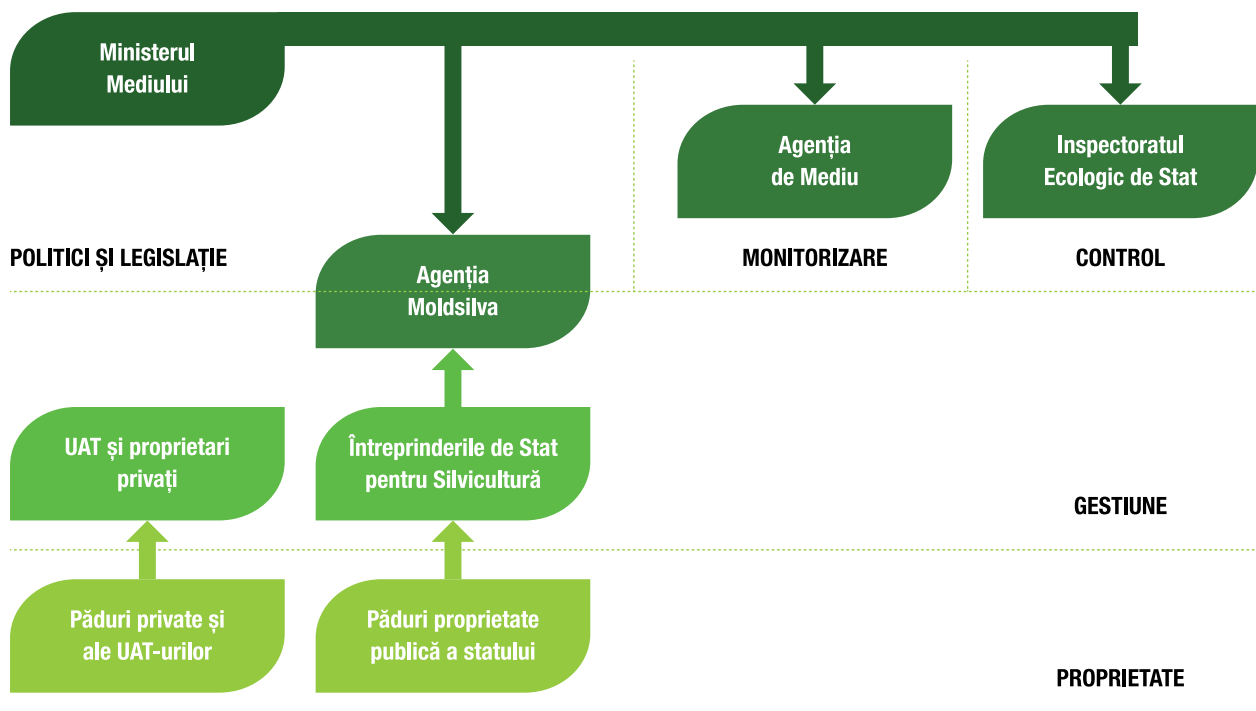 Ministerul
Mediului
Agenția
de Mediu
Inspectoratul
Ecologic de Stat
POLITICI ȘI LEGISLAȚIE
MONITORIZARE
CONTROL
Agenția
Moldsilva
UAT și proprietari
privați
Întreprinderile de Stat
pentru Silvicultură
GESTIUNE
Păduri private și
ale UAT-urilor
Păduri proprietate
publică a statului
PROPRIETATE